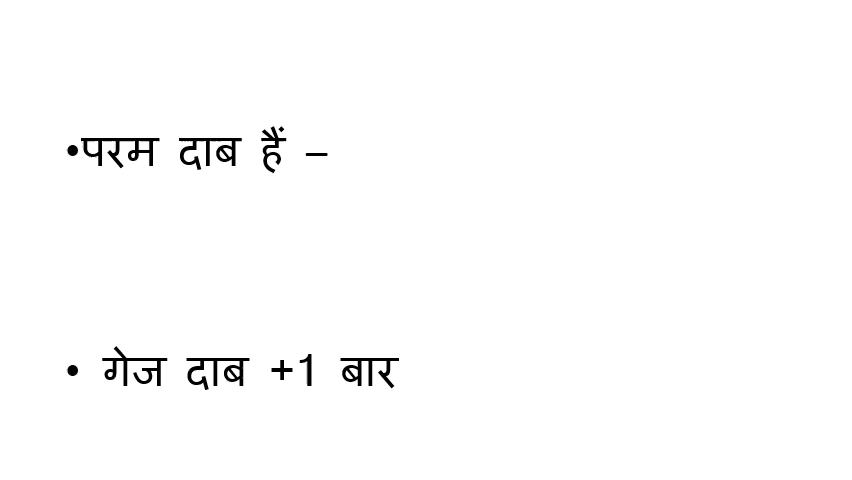 •परम दाब हैं –
• गेज दाब +1 बार